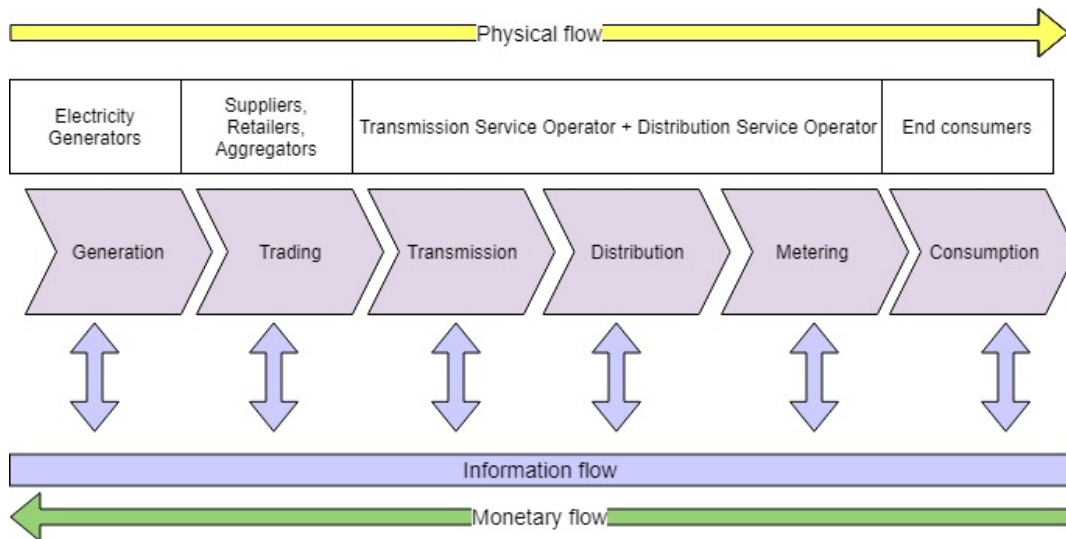 Physical flow
Electricity
Generators
Suppliers,
Retailers,
Aggregators
Transmission Service Operator + Distribution Service Operator
End consumers
Generation
Trading
Transmission
Distribution
Metering
Consumption
Information flow
Monetary flow